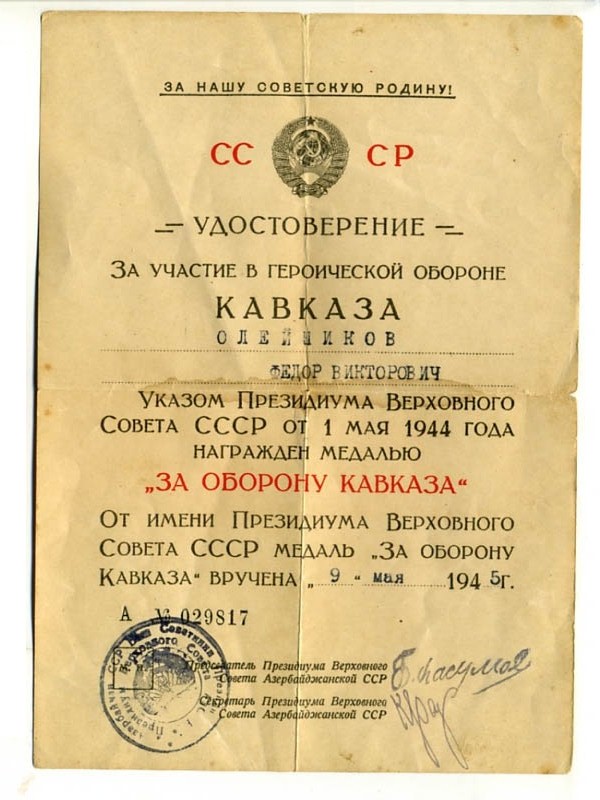 ЗА НАШУ СОВЕТСКУЮ РОДИНУ!
СС СР
УДОСТОВЕРЕНИЕ
ЗА УЧАСТИЕ В ГЕРОИЧЕСКОЙ ОБОРОНЕ
КАВКАЗА
ОЛЕЙНИКОВ
ФЕДОР ВИКТОРОВИЧ
УКАЗОМ ПРЕЗИДИУМА ВЕРХОВНОГО
СОВЕТА СССР ОТ 1 МАЯ 1944 ГОДА
НАГРАЖДЕН МЕДАЛЬЮ
„ЗА ОБОРОНУ КАВКАЗА“
ОТ ИМЕНИ ПРЕЗИДИУМА ВЕРХОВНОГО
СОВЕТА СССР МЕДАЛЬ „ЗА ОБОРОНУ
КАВКАЗА“ ВРУЧЕНА „9“ мая 1945г.
А № 029817
Председатель Президиума Верховного
Совета Азербайджанской ССР
Секретарь Президиума Верховного
Совета Азербайджанской ССР